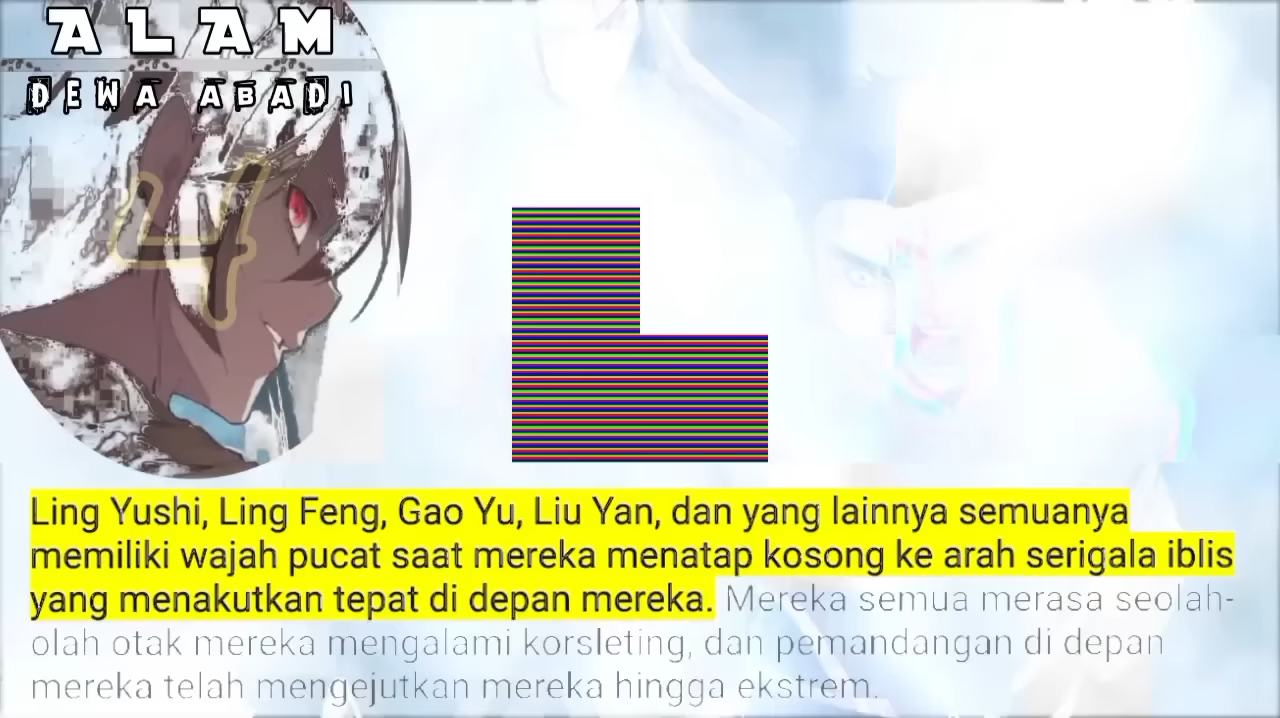 ALAM
DEWA ABADI
4
Ling Yushi, Ling Feng, Gao Yu, Liu Yan, dan yang lainnya semuanya
memiliki wajah pucat saat mereka menatap kosong ke arah serigala iblis
yang menakutkan tepat di depan mereka. Mereka semua merasa seolah-
olah otak mereka mengalami korsleting, dan pemandangan di depan
mereka telah mengejutkan mereka hingga ekstrem.